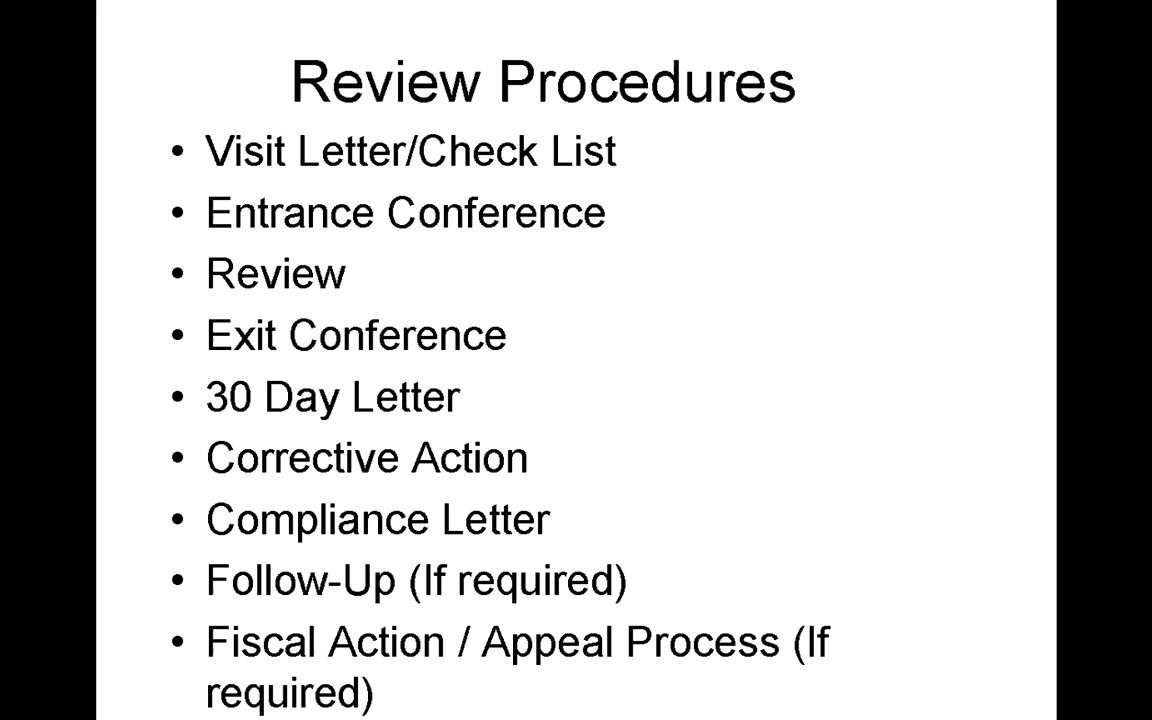 Review Procedures
• Visit Letter/Check List
• Entrance Conference
• Review
• Exit Conference
• 30 Day Letter
• Corrective Action
• Compliance Letter
• Follow-Up (If required)
• Fiscal Action / Appeal Process (If
required)